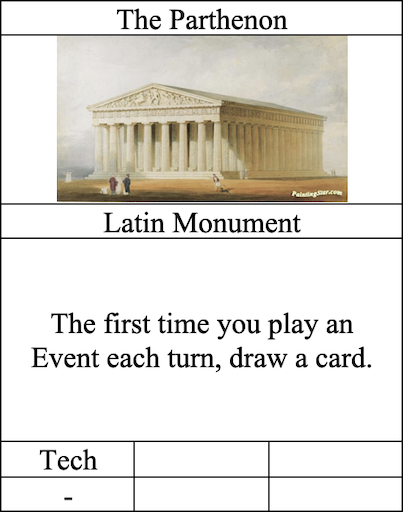 The Parthenon
PaintingStar.com
Latin Monument
The first time you play an
Event each turn, draw a card.
Tech
-